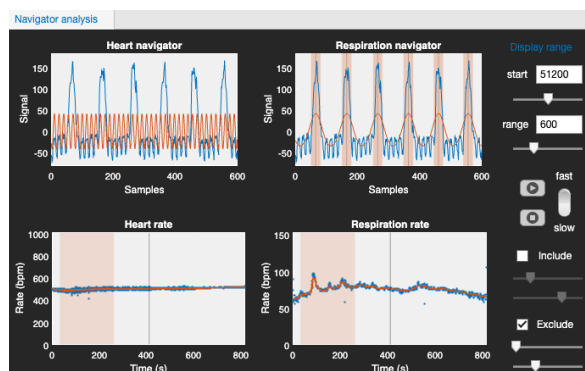 Navigator analysis
Heart navigator
Signal
150
100
50
0
-50
0 200 400 600
Samples
Respiration navigator
Signal
150
100
50
0
-50
0 200 400 600
Samples
Display range
start 51200
range 600
fast
slow
Include
Exclude
Heart rate
Rate (bpm)
1000
800
600
400
200
0
0 200 400 600 800
Time (s)
Respiration rate
Rate (bpm)
150
100
50
0
0 200 400 600 800
Time (s)